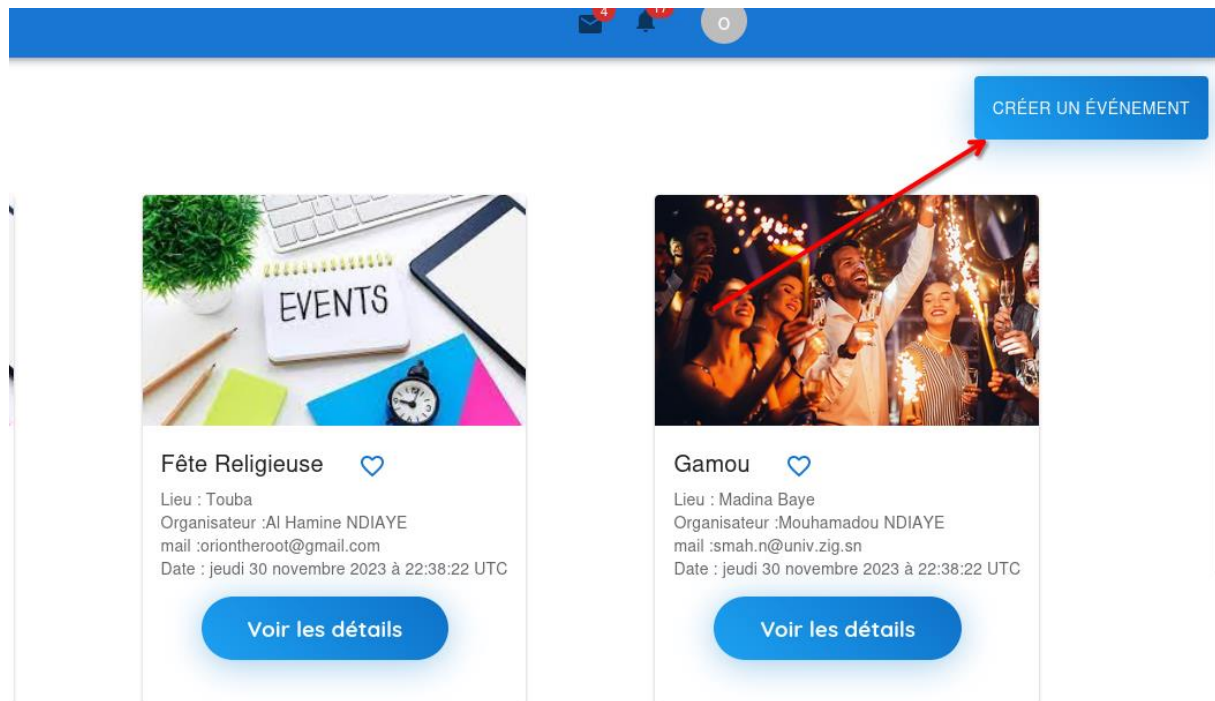 4 17
O
CRÉER UN ÉVÉNEMENT
EVENTS
Fête Religieuse
Lieu : Touba
Organisateur :Al Hamine NDIAYE
mail :oriontheroot@gmail.com
Date : jeudi 30 novembre 2023 à 22:38:22 UTC
Voir les détails
Gamou
Lieu : Madina Baye
Organisateur :Mouhamadou NDIAYE
mail :smah.n@univ.zig.sn
Date : jeudi 30 novembre 2023 à 22:38:22 UTC
Voir les détails